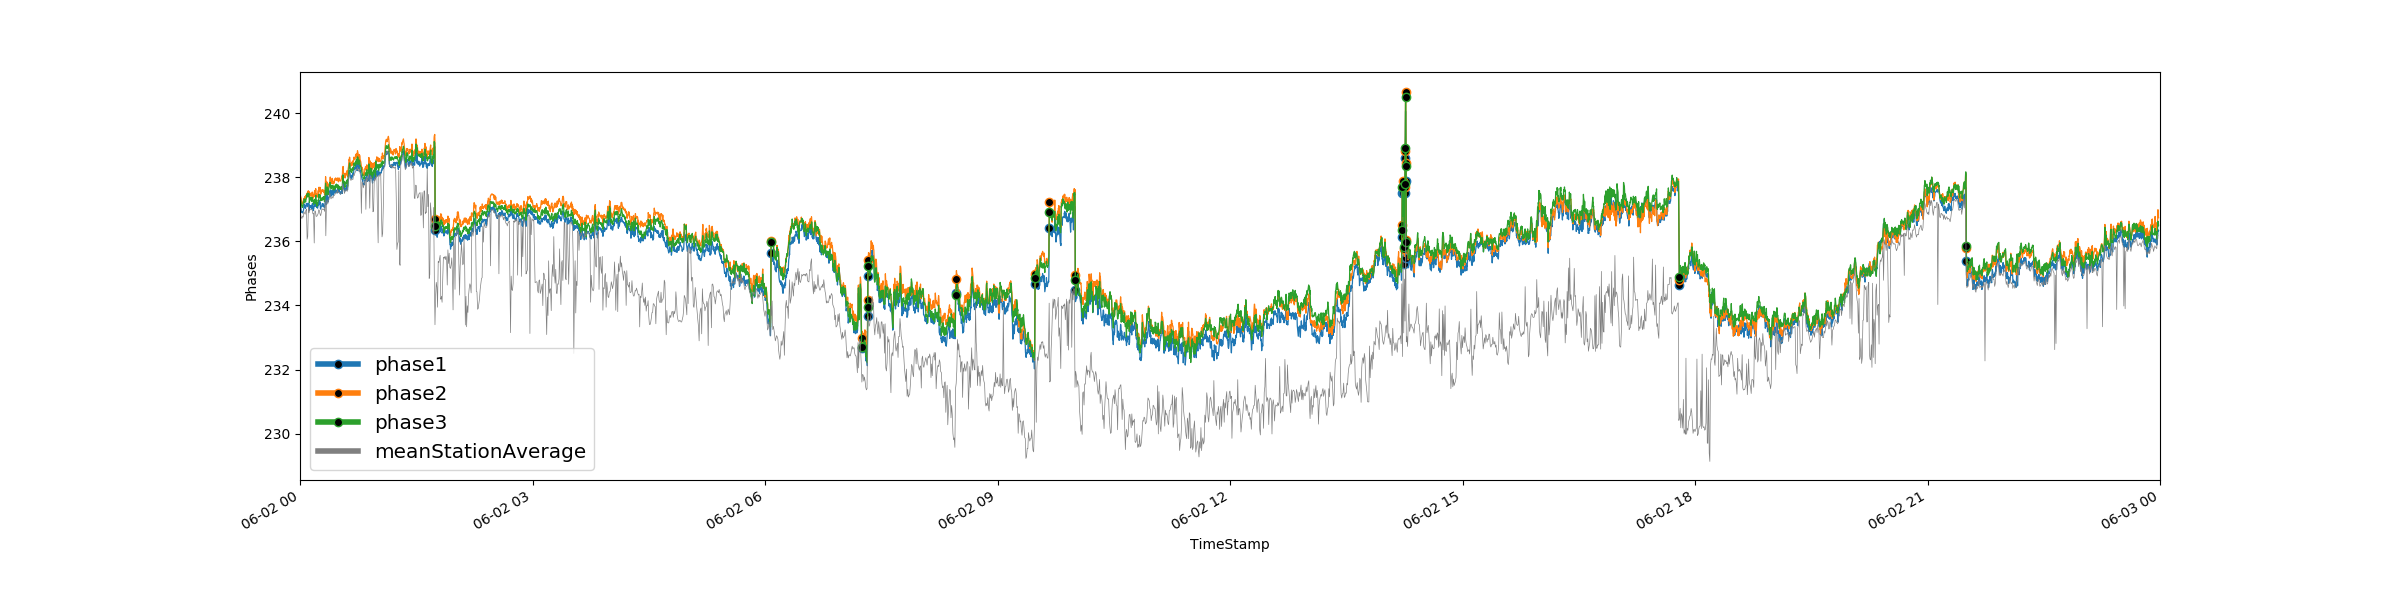 240
238
236
234
232
230
Phases
phase1
phase2
phase3
meanStationAverage
06-02 00
06-02 03
06-02 06
06-02 09
06-02 12
06-02 15
06-02 18
06-02 21
06-03 00
TimeStamp